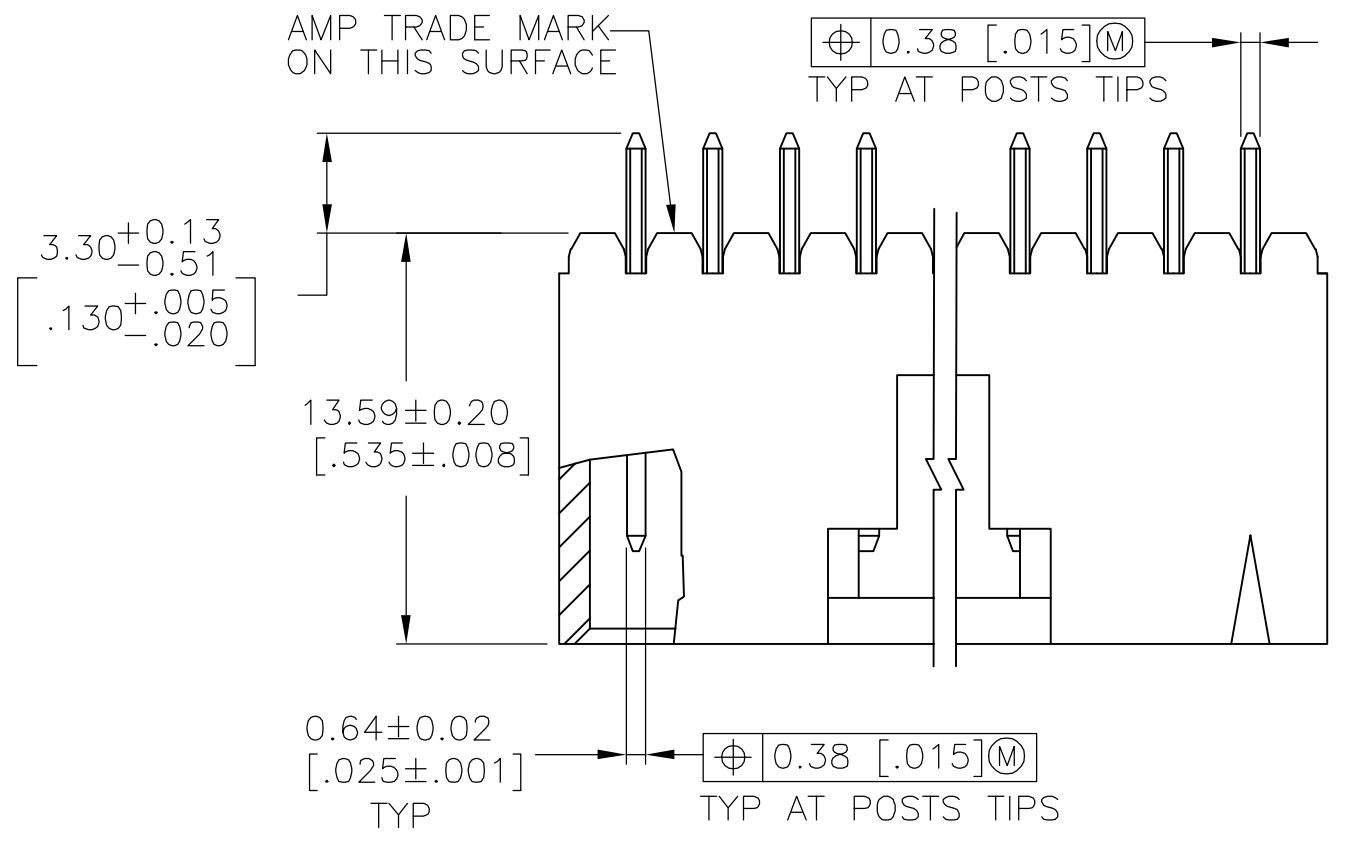 AMP TRADE MARK
ON THIS SURFACE
⌖ 0.38 [.015]Ⓜ
TYP AT POSTS TIPS
3.30 +0.13
-0.51
[.130 +.005
-.020]
13.59±0.20
[.535±.008]
0.64±0.02
[.025±.001]
TYP
⌖ 0.38 [.015]Ⓜ
TYP AT POSTS TIPS